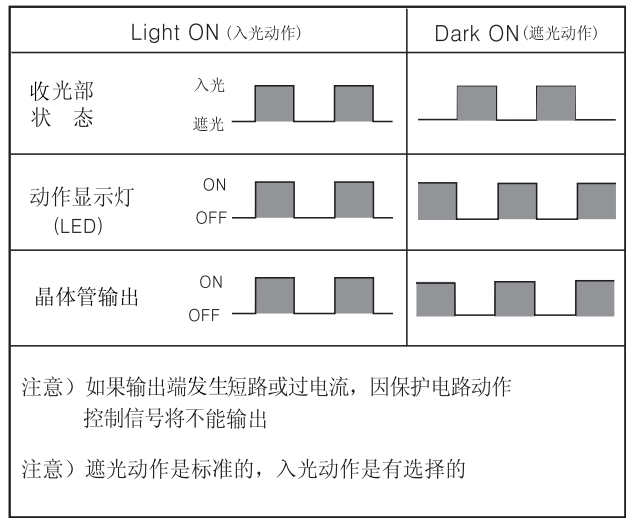 Light ON (入光动作)
Dark ON(遮光动作)
收光部
状 态
入光
遮光
动作显示灯
(LED)
ON
OFF
晶体管输出
ON
OFF
注意）如果输出端发生短路或过电流，因保护电路动作
控制信号将不能输出
注意）遮光动作是标准的，入光动作是有选择的